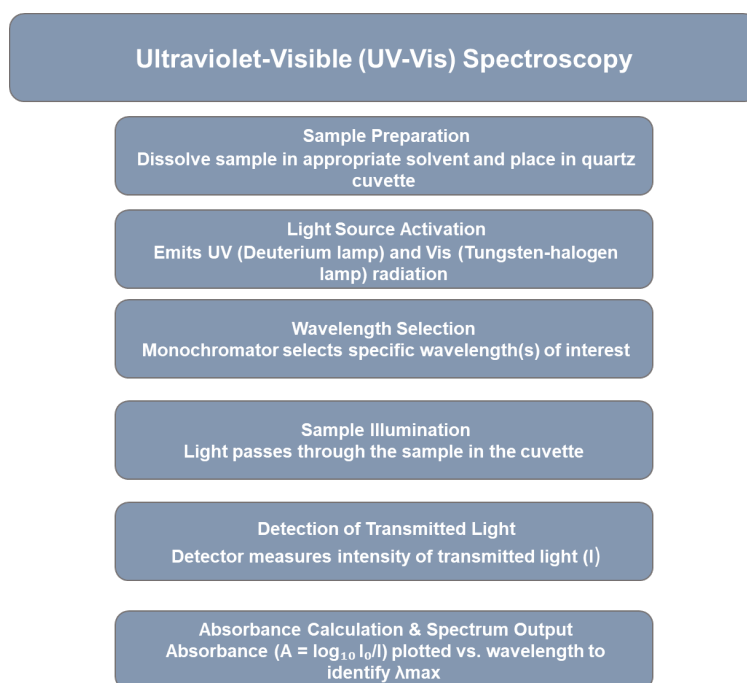 Ultraviolet-Visible (UV-Vis) Spectroscopy
Sample Preparation
Dissolve sample in appropriate solvent and place in quartz
cuvette
Light Source Activation
Emits UV (Deuterium lamp) and Vis (Tungsten-halogen
lamp) radiation
Wavelength Selection
Monochromator selects specific wavelength(s) of interest
Sample Illumination
Light passes through the sample in the cuvette
Detection of Transmitted Light
Detector measures intensity of transmitted light (I)
Absorbance Calculation & Spectrum Output
Absorbance (A = log₁₀ I₀/I) plotted vs. wavelength to
identify λmax